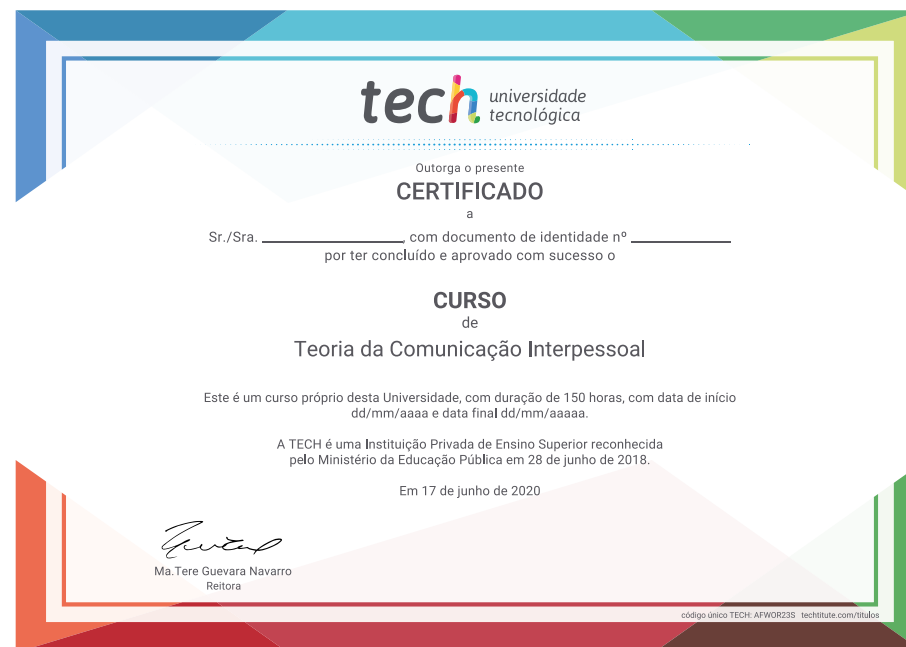 tech universidade
tecnológica
Outorga o presente
CERTIFICADO
a
Sr./Sra. , com documento de identidade nº
por ter concluído e aprovado com sucesso o
CURSO
de
Teoria da Comunicação Interpessoal
Este é um curso próprio desta Universidade, com duração de 150 horas, com data de início
dd/mm/aaaa e data final dd/mm/aaaaa.
A TECH é uma Instituição Privada de Ensino Superior reconhecida
pelo Ministério da Educação Pública em 28 de junho de 2018.
Em 17 de junho de 2020
Ma.Tere Guevara Navarro
Reitora
código único TECH: AFWOR23S techtitute.com/titulos